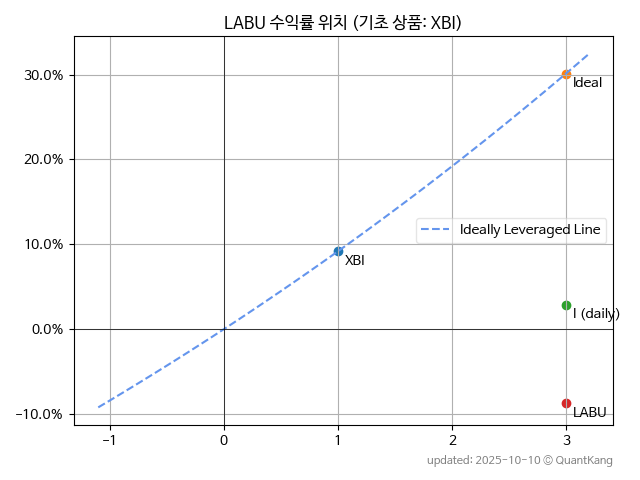 LABU 수익률 위치 (기초 상품: XBI)
30.0%
20.0%
10.0%
0.0%
−10.0%
Ideal
Ideally Leveraged Line
XBI
I (daily)
LABU
−1
0
1
2
3
updated: 2025-10-10 © QuantKang